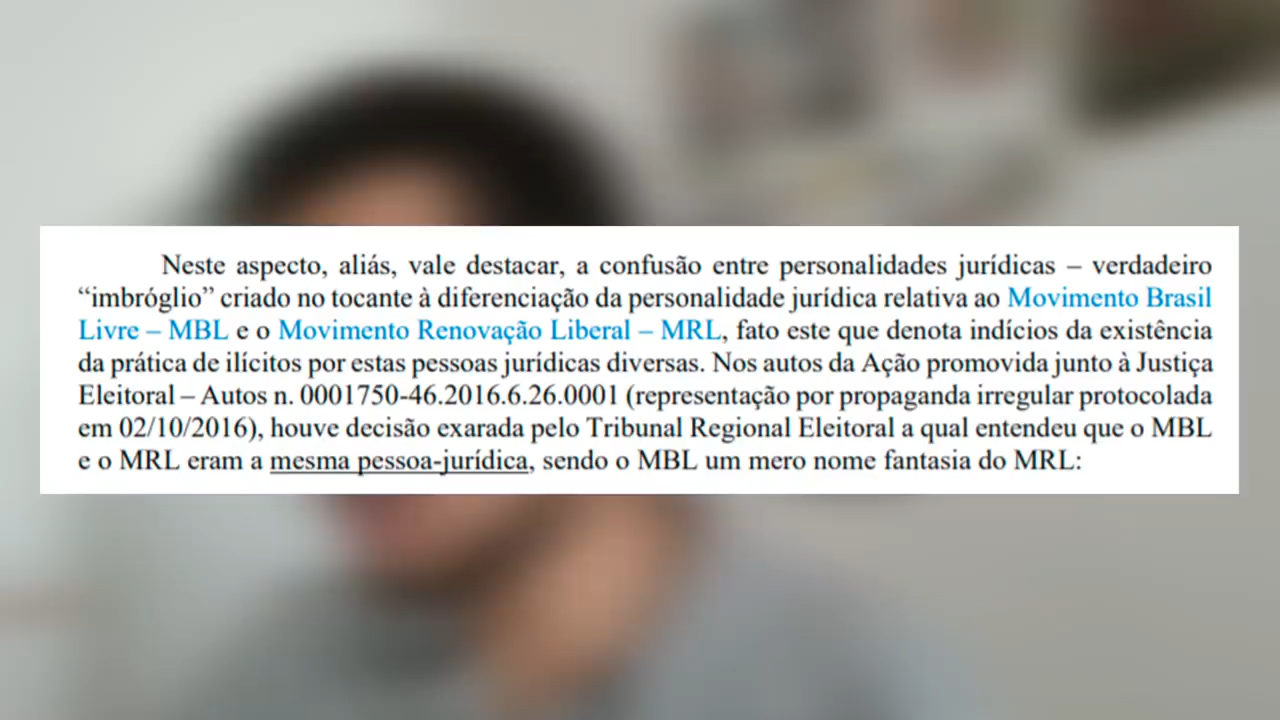 Neste aspecto, aliás, vale destacar, a confusão entre personalidades jurídicas – verdadeiro
“imbróglio” criado no tocante à diferenciação da personalidade jurídica relativa ao Movimento Brasil
Livre – MBL e o Movimento Renovação Liberal – MRL, fato este que denota indícios da existência
da prática de ilícitos por estas pessoas jurídicas diversas. Nos autos da Ação promovida junto à Justiça
Eleitoral – Autos n. 0001750-46.2016.6.26.0001 (representação por propaganda irregular protocolada
em 02/10/2016), houve decisão exarada pelo Tribunal Regional Eleitoral a qual entendeu que o MBL
e o MRL eram a mesma pessoa-jurídica, sendo o MBL um mero nome fantasia do MRL: